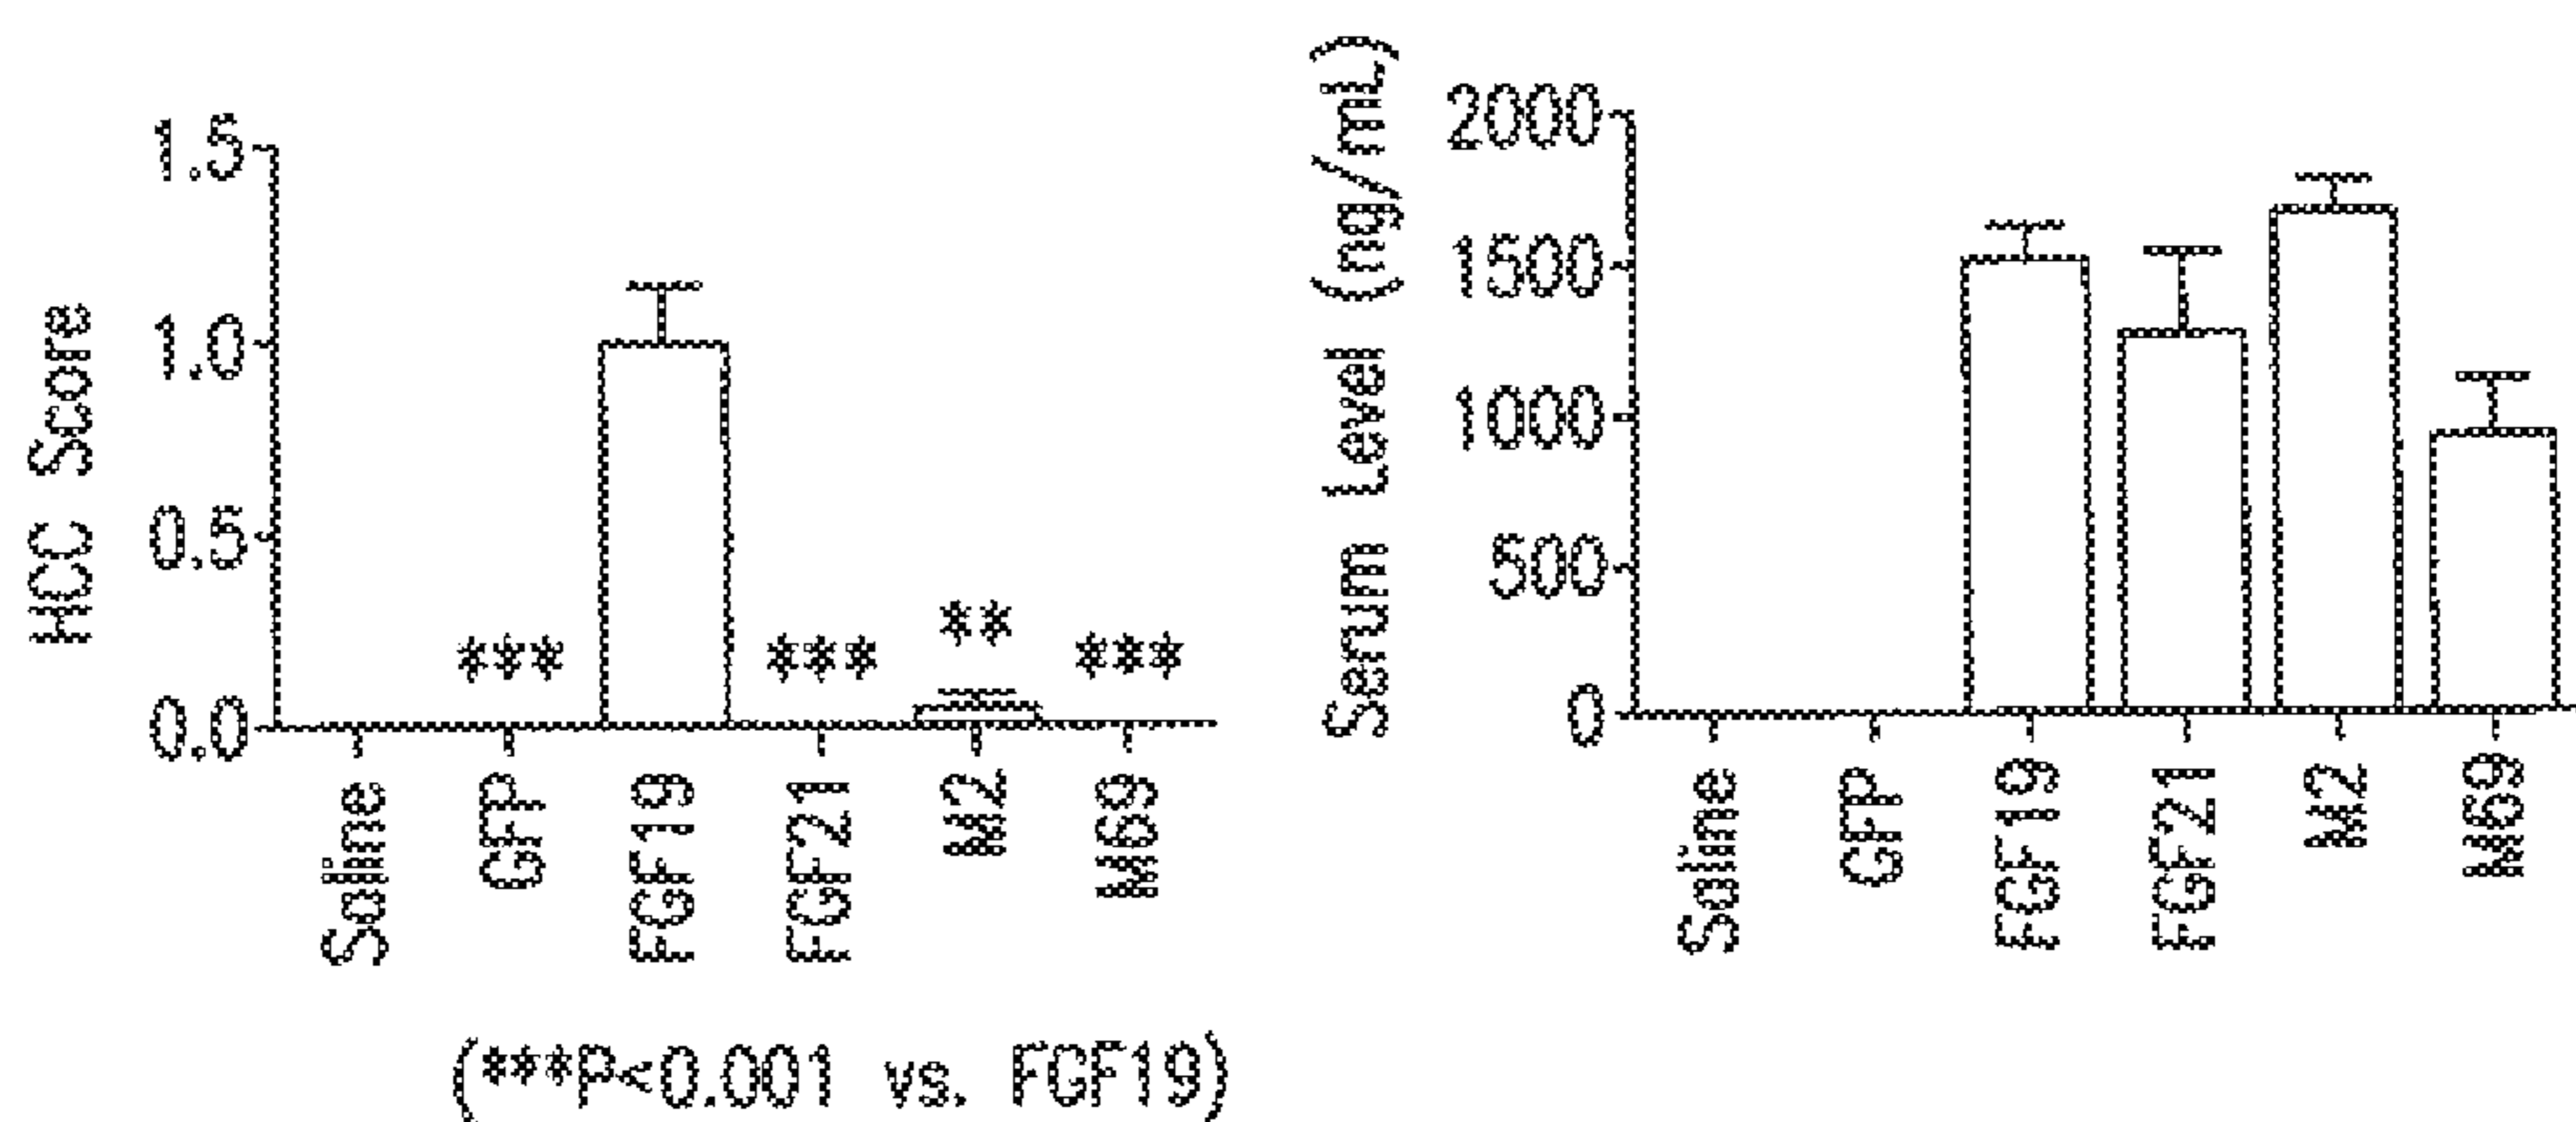 HCC Score
1.5
1.0
0.5
0.0
***
***
**
***
Saline
GFP
FGF19
FGF21
M2
M69
(***P<0.001 vs. FGF19)
Serum Level (ng/mL)
2000
1500
1000
500
0
Saline
GFP
FGF19
FGF21
M2
M69